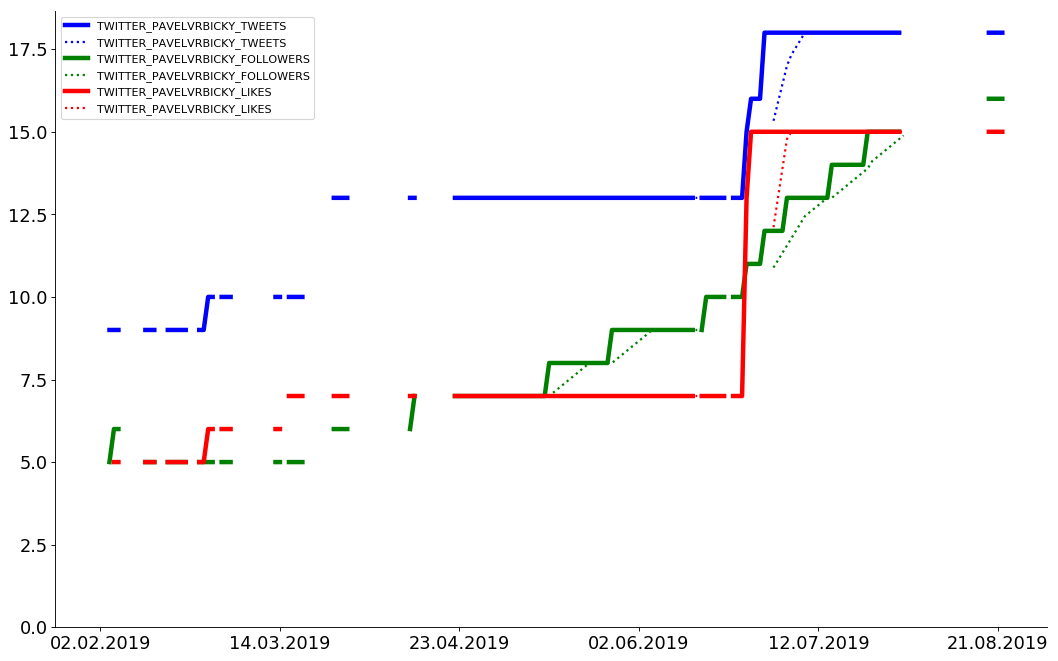 TWITTER_PAVELVRBICKY_TWEETS
TWITTER_PAVELVRBICKY_TWEETS
TWITTER_PAVELVRBICKY_FOLLOWERS
TWITTER_PAVELVRBICKY_FOLLOWERS
TWITTER_PAVELVRBICKY_LIKES
TWITTER_PAVELVRBICKY_LIKES
17.5
15.0
12.5
10.0
7.5
5.0
2.5
0.0
02.02.2019 14.03.2019 23.04.2019 02.06.2019 12.07.2019 21.08.2019